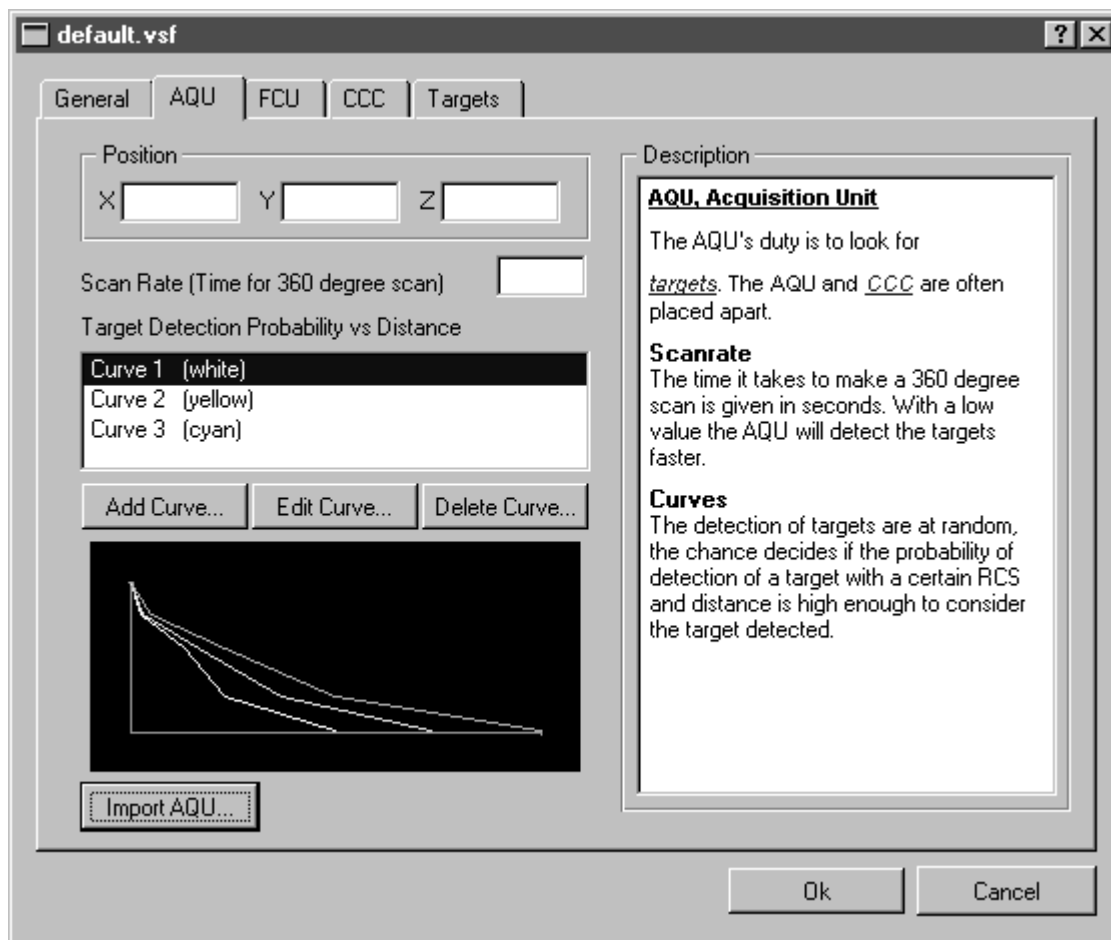 default.vsf
General AQU FCU CCC Targets
Position
X Y Z
Scan Rate (Time for 360 degree scan)
Target Detection Probability vs Distance
Curve 1 (white)
Curve 2 (yellow)
Curve 3 (cyan)
Add Curve... Edit Curve... Delete Curve...
Import AQU...
Description
AQU, Acquisition Unit
The AQU's duty is to look for
targets. The AQU and CCC are often
placed apart.
Scanrate
The time it takes to make a 360 degree
scan is given in seconds. With a low
value the AQU will detect the targets
faster.
Curves
The detection of targets are at random,
the chance decides if the probability of
detection of a target with a certain RCS
and distance is high enough to consider
the target detected.
Ok Cancel